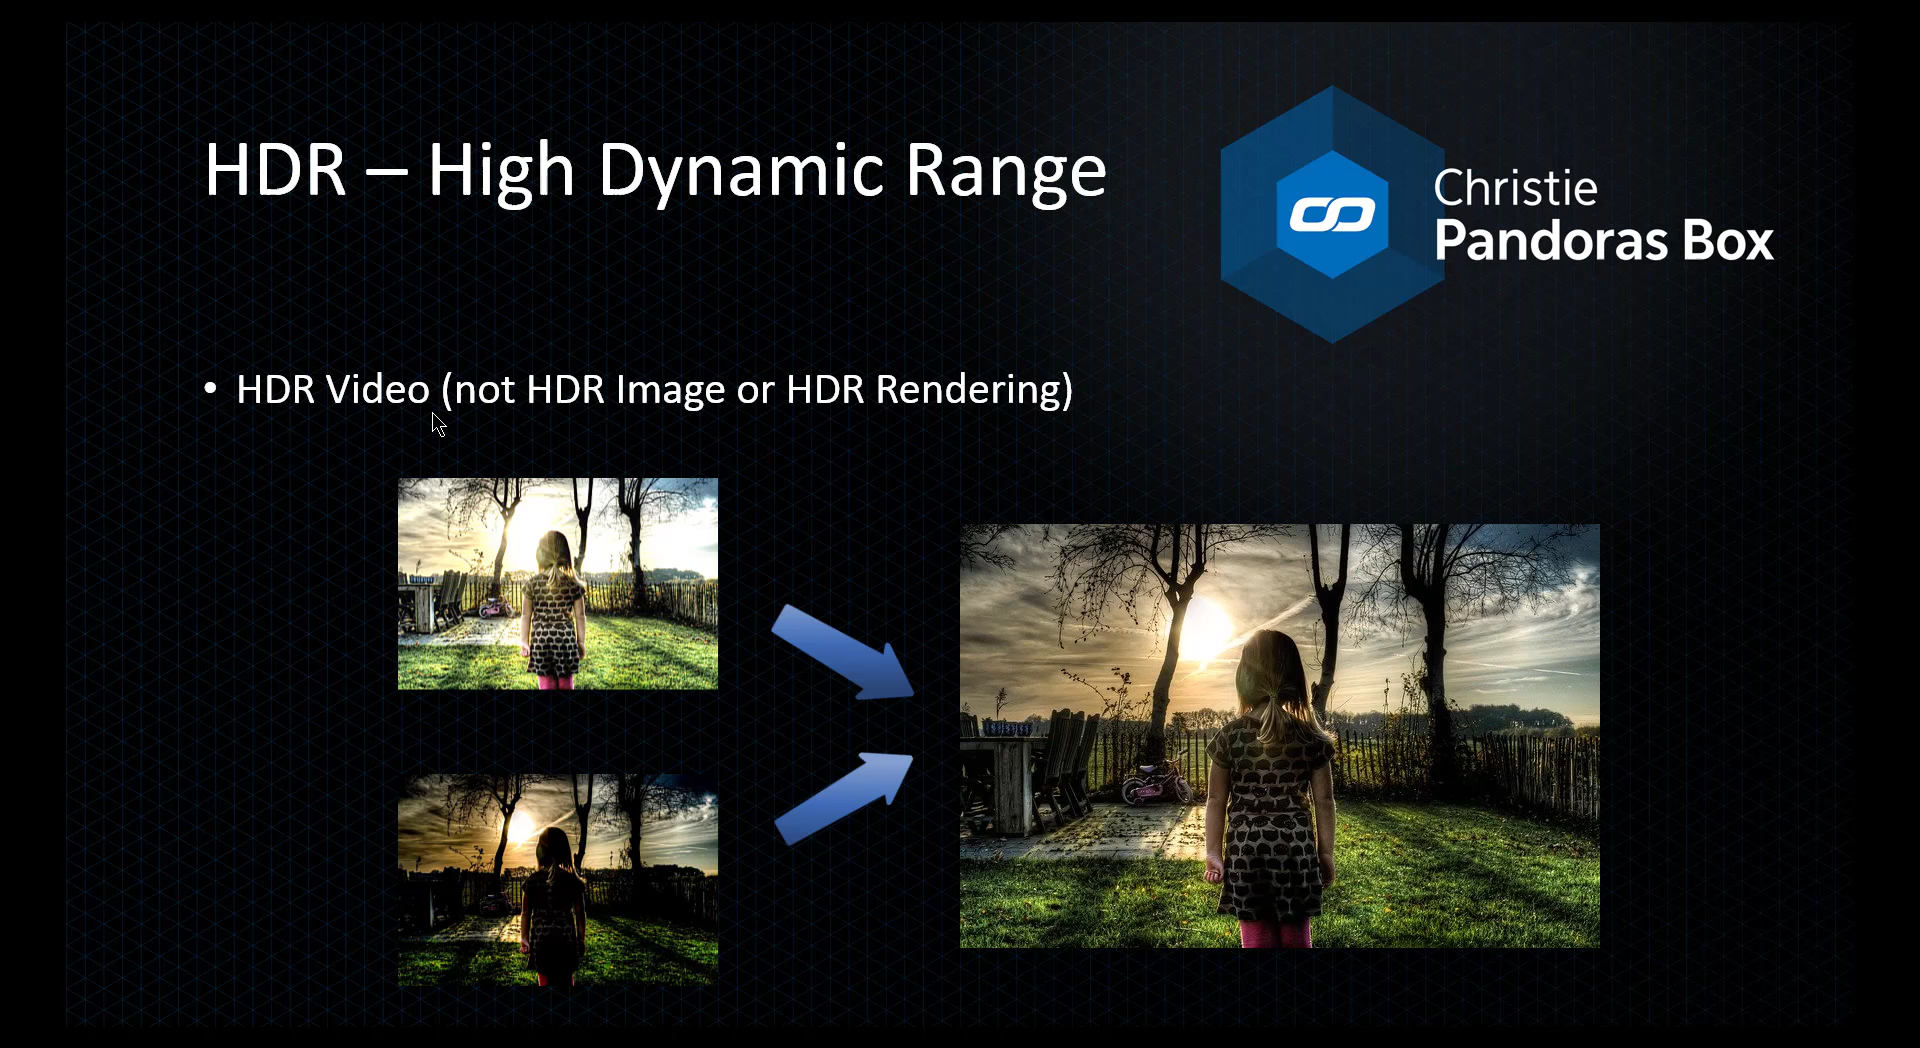 HDR – High Dynamic Range
Christie
Pandoras Box
• HDR Video (not HDR Image or HDR Rendering)